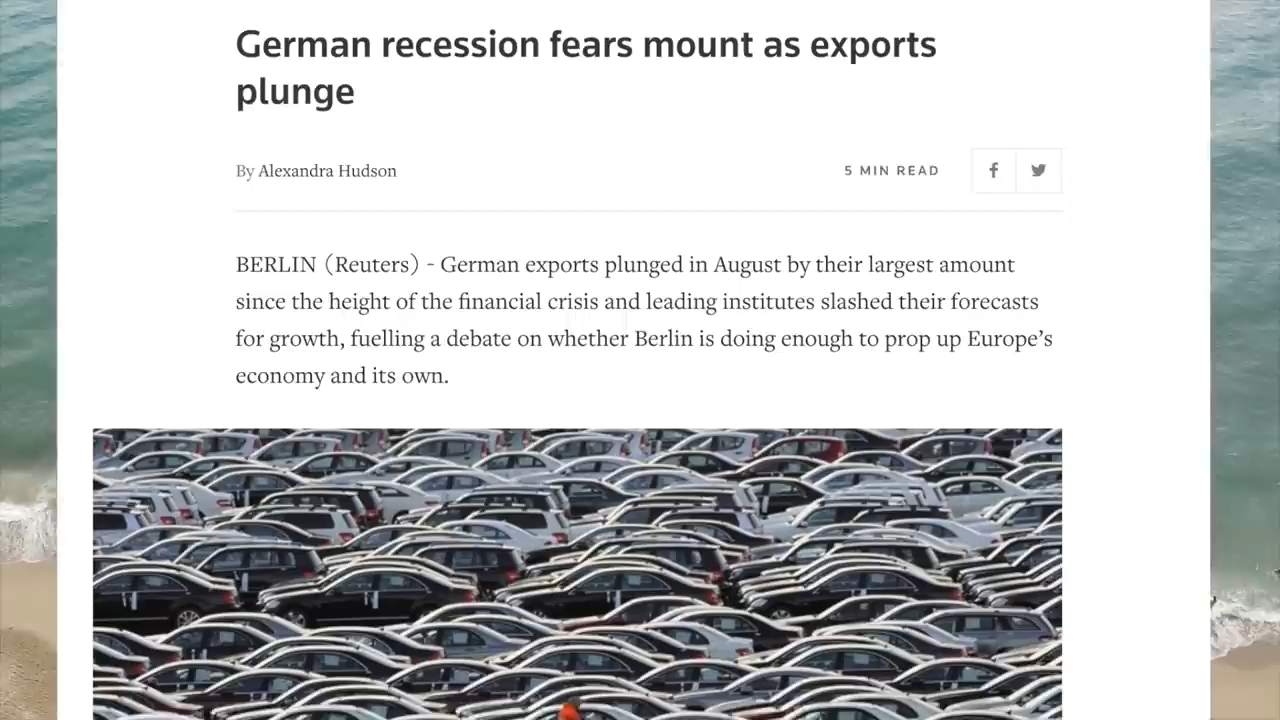 German recession fears mount as exports
plunge
By Alexandra Hudson
5 MIN READ
BERLIN (Reuters) - German exports plunged in August by their largest amount
since the height of the financial crisis and leading institutes slashed their forecasts
for growth, fuelling a debate on whether Berlin is doing enough to prop up Europe’s
economy and its own.